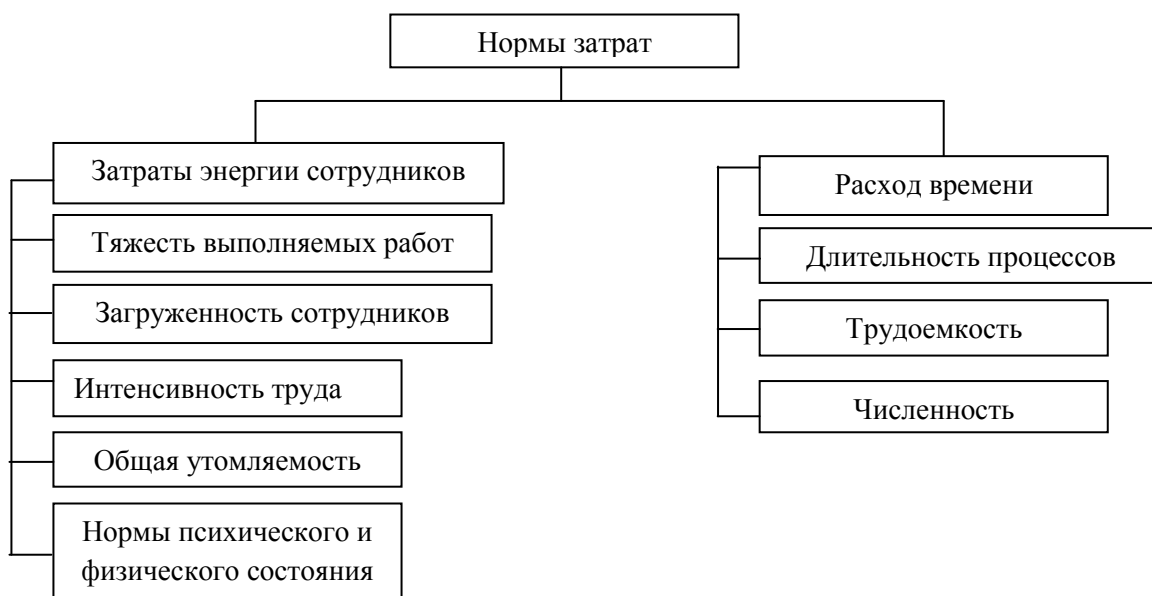 Нормы затрат
Затраты энергии сотрудников
Тяжесть выполняемых работ
Загруженность сотрудников
Интенсивность труда
Общая утомляемость
Нормы психического и
физического состояния
Расход времени
Длительность процессов
Трудоемкость
Численность